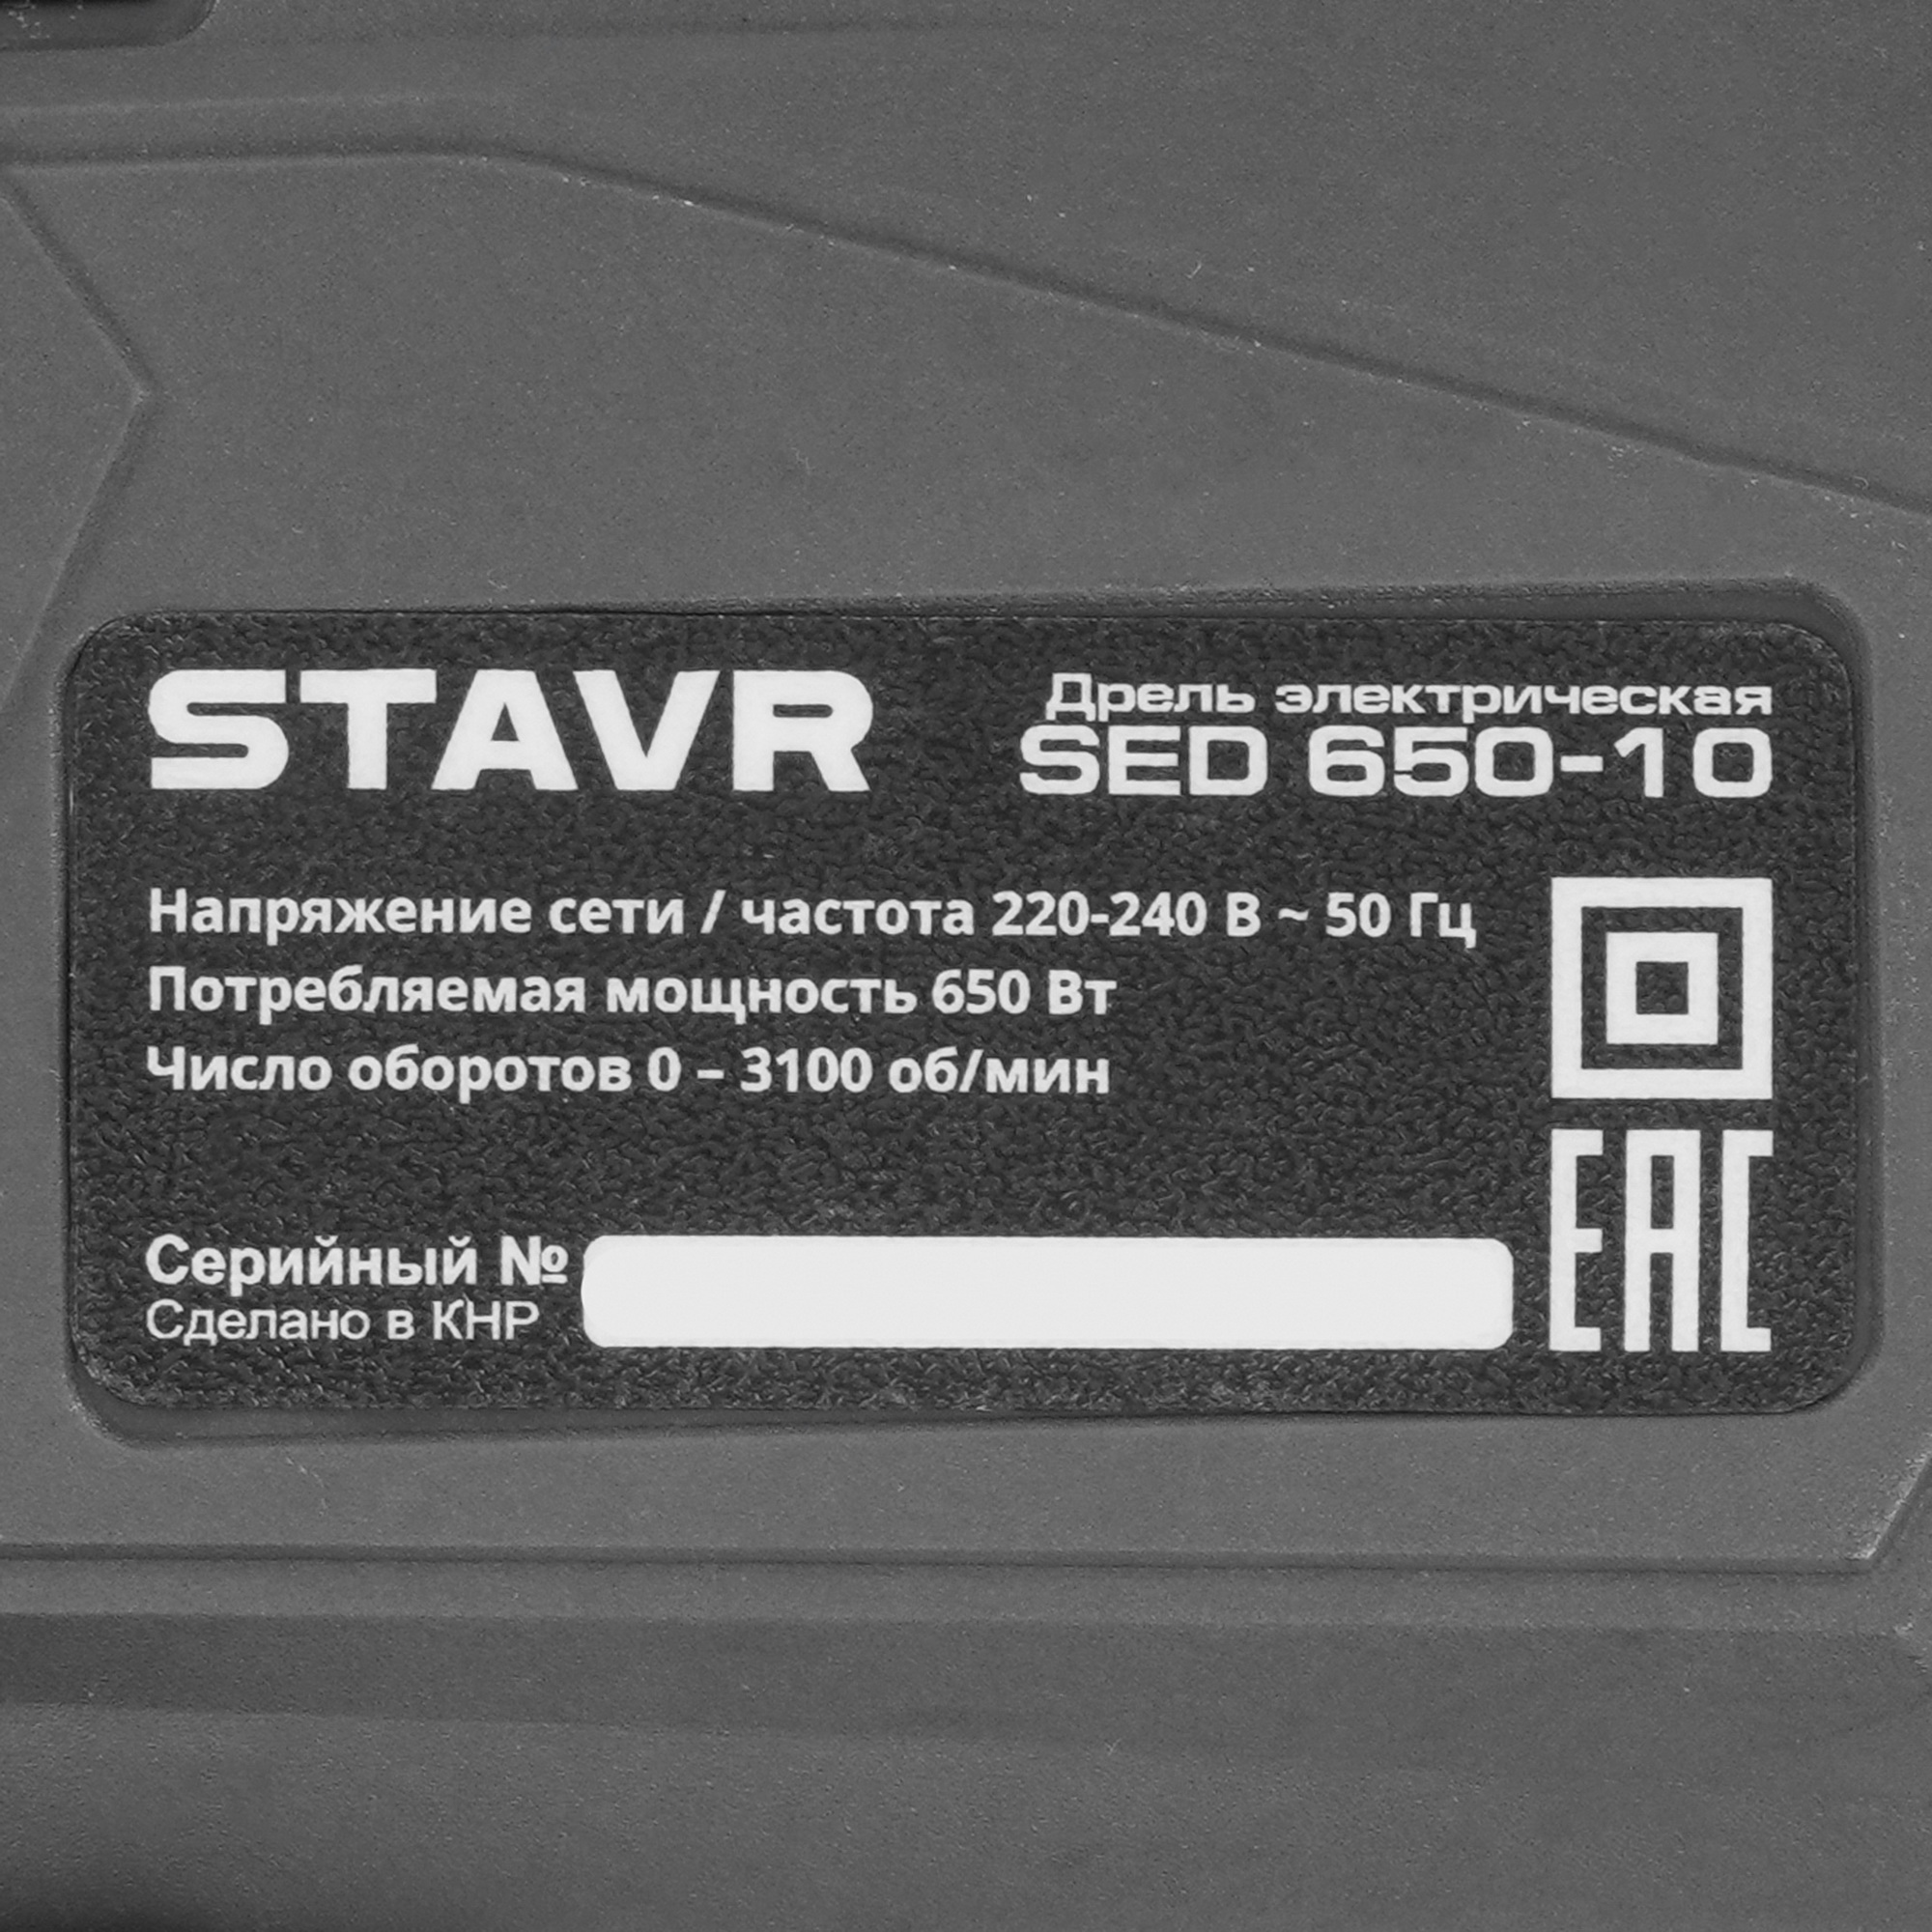 STAVR
Дрель электрическая
SED 650-10
Напряжение сети / частота 220-240 В ~ 50 Гц
Потребляемая мощность 650 Вт
Число оборотов 0 – 3100 об/мин
Серийный №
Сделано в КНР
EAC